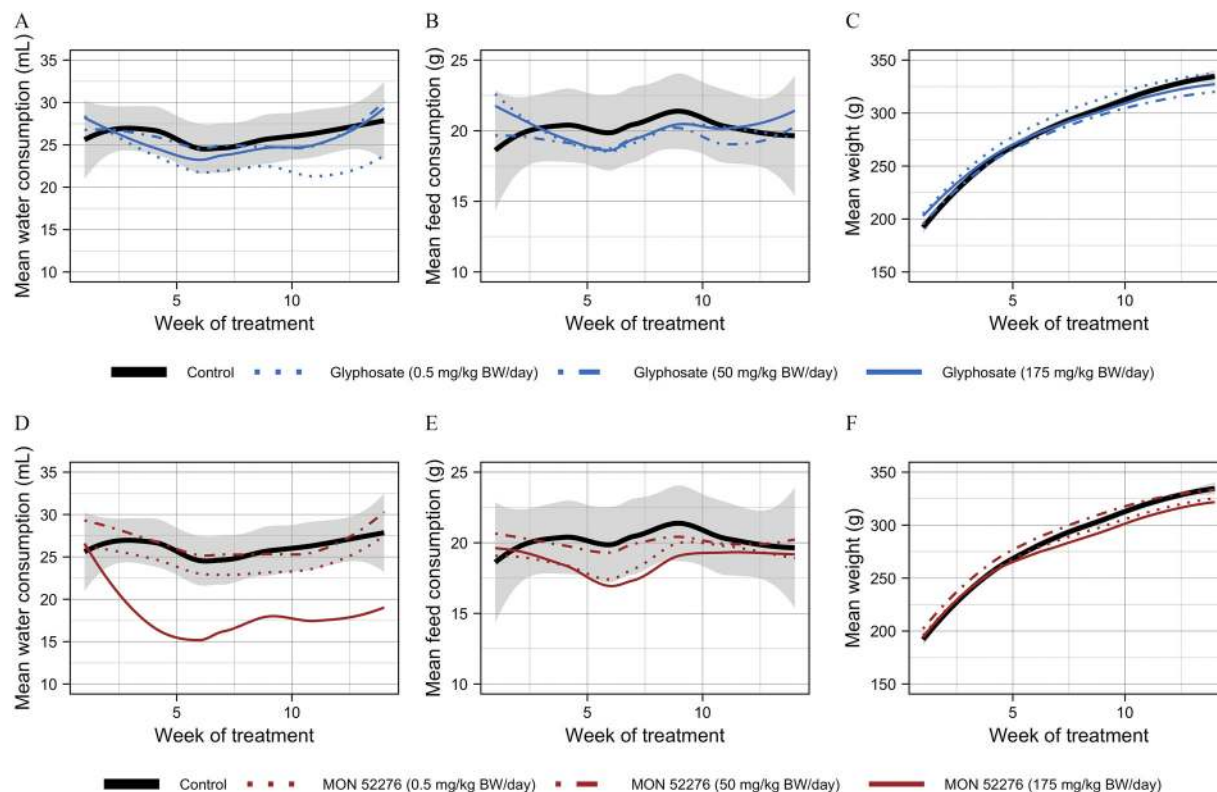 A
B
C
Mean water consumption (mL)
35
30
25
20
15
10
5
10
Week of treatment
Mean feed consumption (g)
25
20
15
10
5
10
Week of treatment
Mean weight (g)
350
300
250
200
150
5
10
Week of treatment
Control
Glyphosate (0.5 mg/kg BW/day)
Glyphosate (50 mg/kg BW/day)
Glyphosate (175 mg/kg BW/day)
D
E
F
Mean water consumption (mL)
35
30
25
20
15
10
5
10
Week of treatment
Mean feed consumption (g)
25
20
15
10
5
10
Week of treatment
Mean weight (g)
350
300
250
200
150
5
10
Week of treatment
Control
MON 52276 (0.5 mg/kg BW/day)
MON 52276 (50 mg/kg BW/day)
MON 52276 (175 mg/kg BW/day)